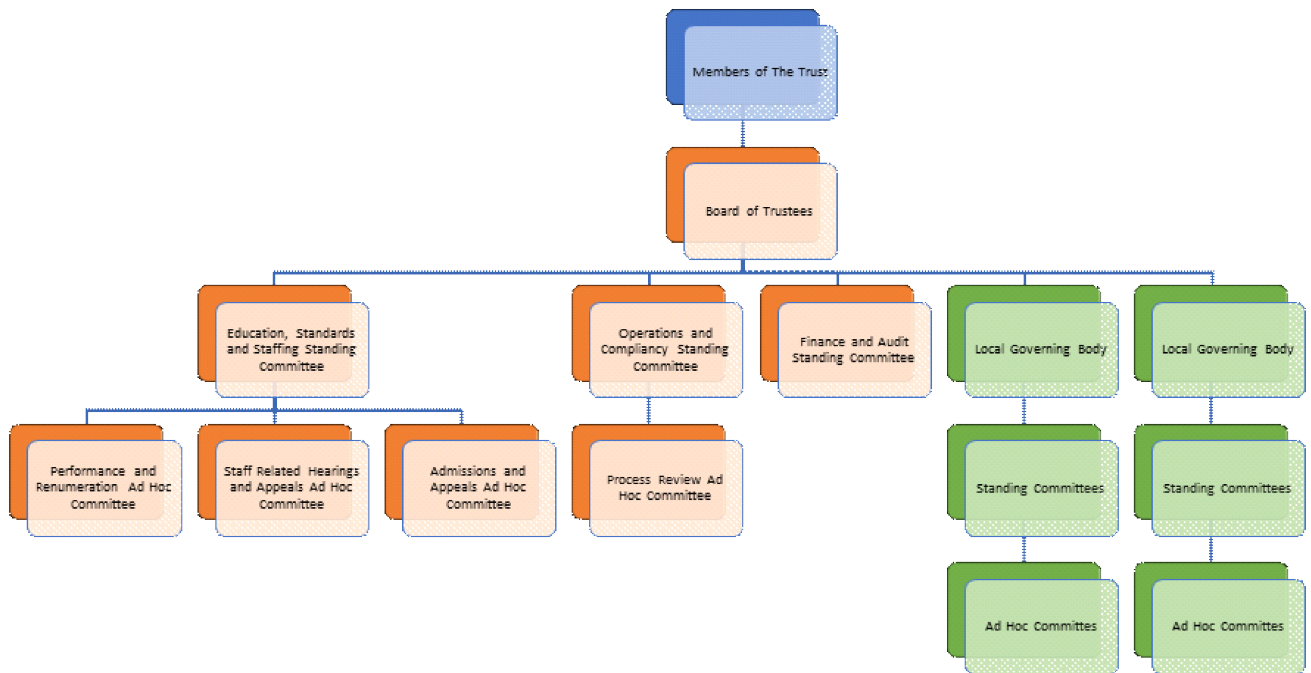 Members of The Trust
Board of Trustees
Education, Standards
and Staffing Standing
Committee
Operations and
Compliancy Standing
Committee
Finance and Audit
Standing Committee
Local Governing Body
Local Governing Body
Performance and
Renumeration Ad Hoc
Committee
Staff Related Hearings
and Appeals Ad Hoc
Committee
Admissions and
Appeals Ad Hoc
Committee
Process Review Ad
Hoc Committee
Standing Committees
Standing Committees
Ad Hoc Committes
Ad Hoc Committes